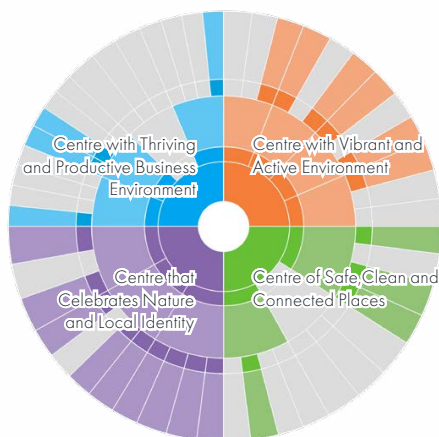 Centre with Thriving
and Productive Business
Environment
Centre with Vibrant and
Active Environment
Centre that
Celebrates Nature
and Local Identity
Centre of Safe,Clean and
Connected Places